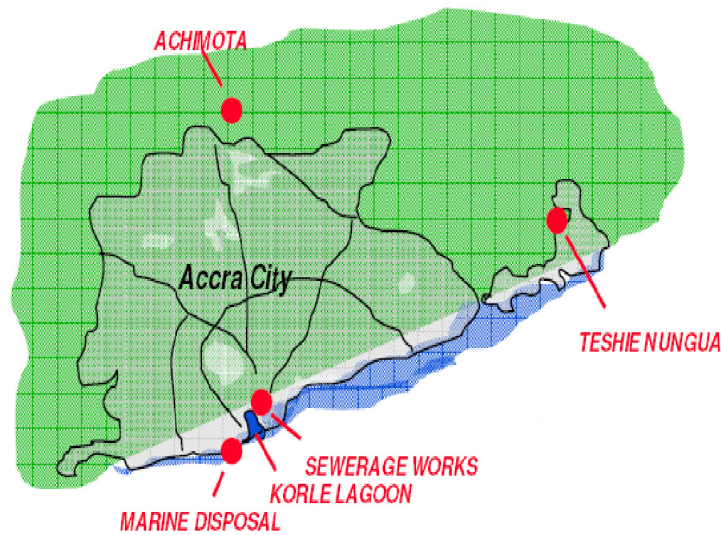 ACHIMOTA
Accra City
TESHIE NUNGUA
SEWERAGE WORKS
KORLE LAGOON
MARINE DISPOSAL